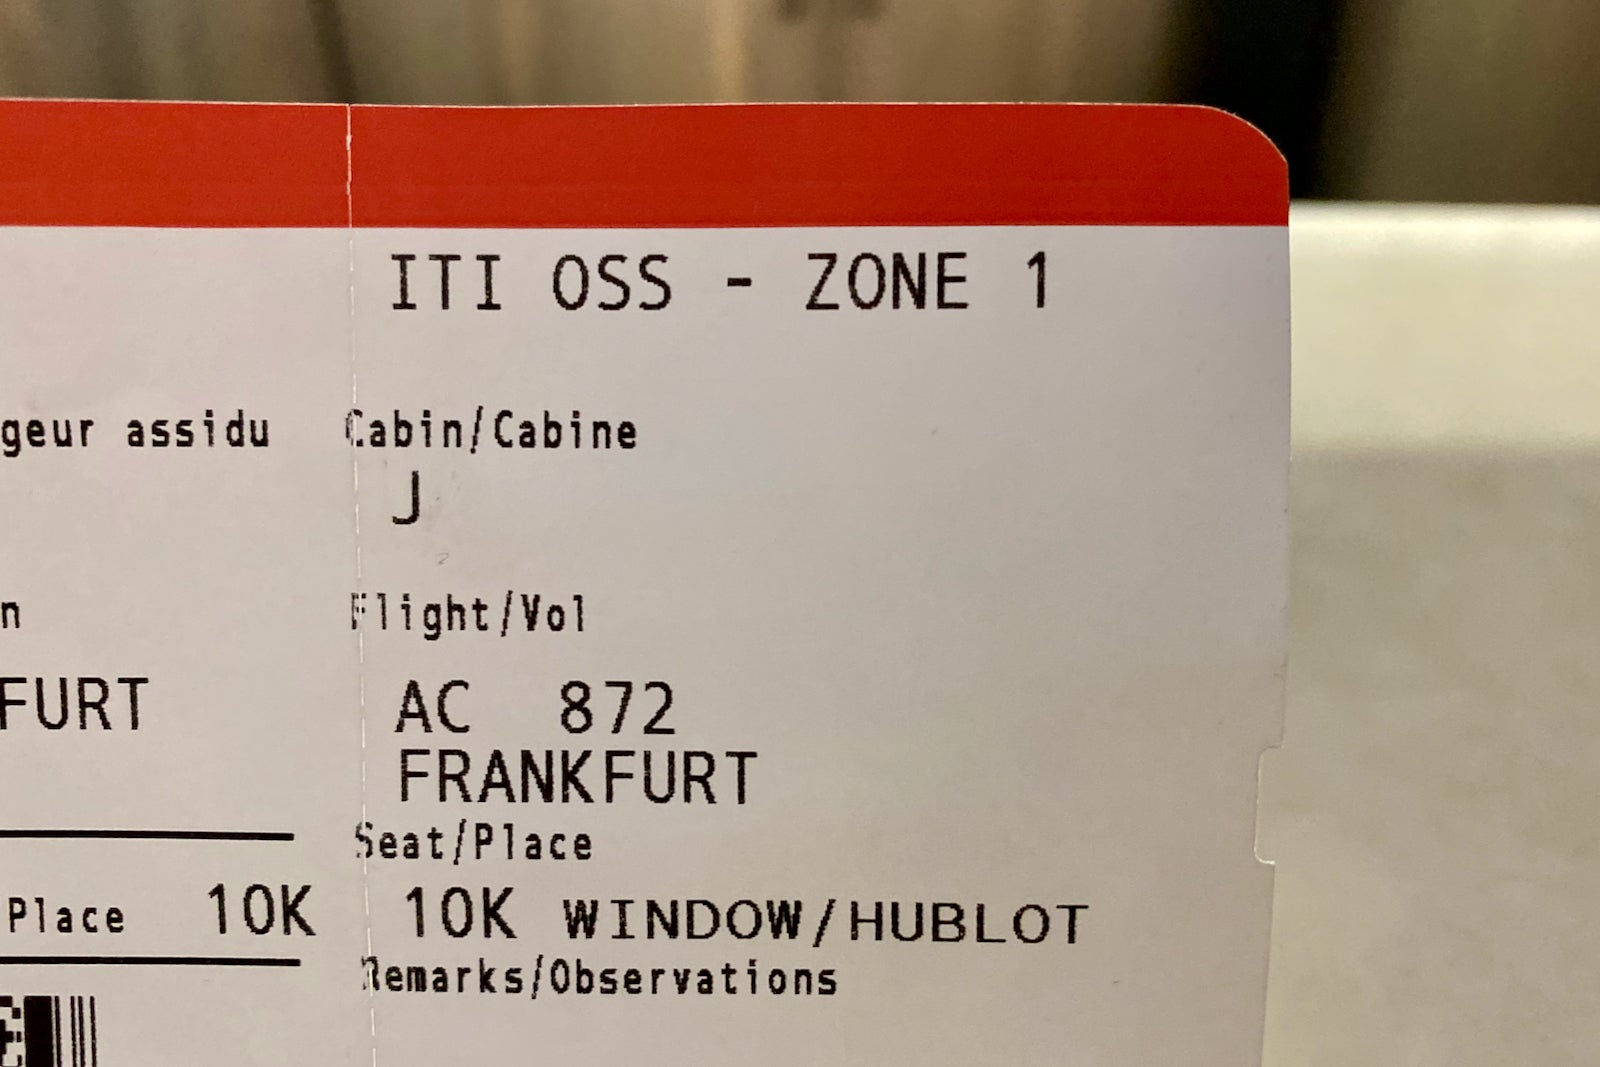 ITI OSS - ZONE 1
geur assidu Cabin/Cabine
J
n Flight/Vol
FURT AC 872
FRANKFURT
Seat/Place
Place 10K 10K WINDOW/HUBLOT
Remarks/Observations